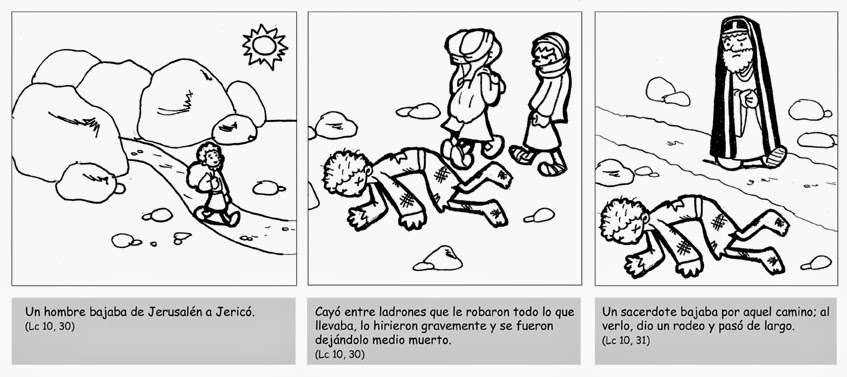 Un hombre bajaba de Jerusalén a Jericó.
(Lc 10, 30)
Cayó entre ladrones que le robaron todo lo que
llevaba, lo hirieron gravemente y se fueron
dejándolo medio muerto.
(Lc 10, 30)
Un sacerdote bajaba por aquel camino; al
verlo, dio un rodeo y pasó de largo.
(Lc 10, 31)